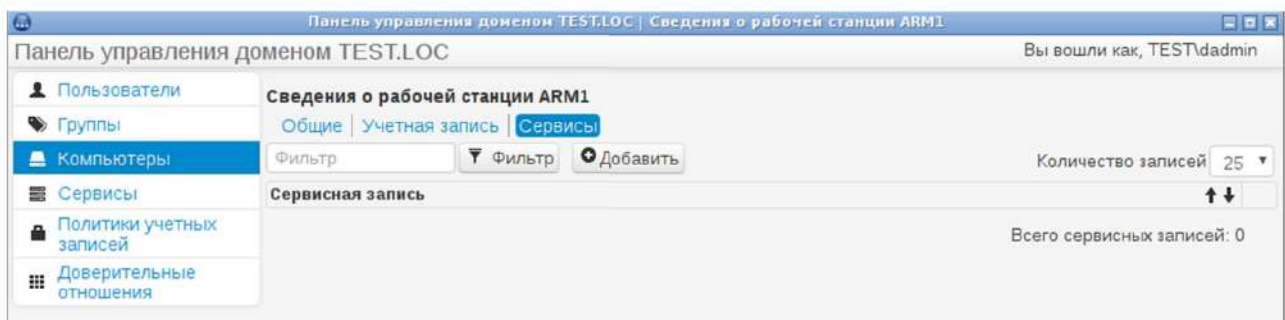 Панель управления доменом TEST.LOC | Сведения о рабочей станции ARM1
Панель управления доменом TEST.LOC
Вы вошли как, TEST\dadmin
Пользователи
Группы
Компьютеры
Сервисы
Политики учетных
записей
Доверительные
отношения
Сведения о рабочей станции ARM1
Общие | Учетная запись | Сервисы
Фильтр Фильтр Добавить Количество записей 25
Сервисная запись
Всего сервисных записей: 0